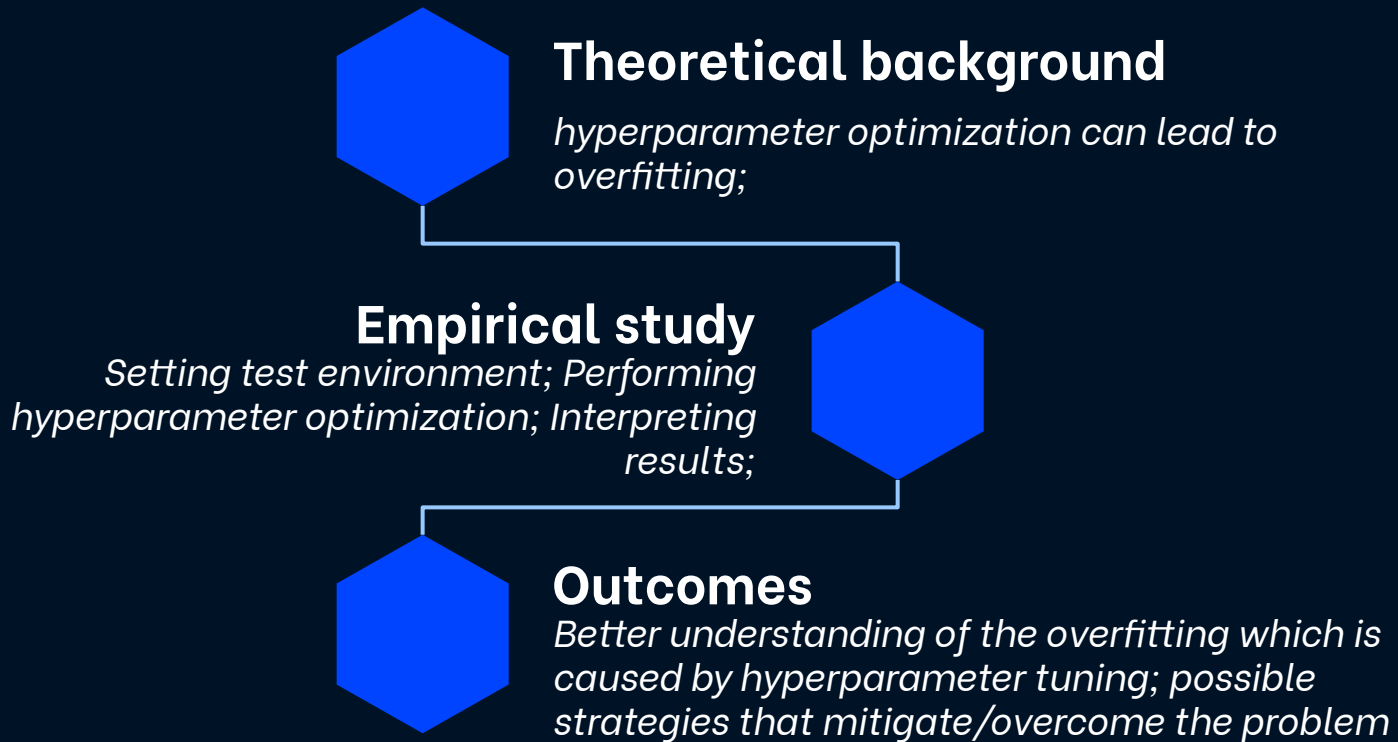 Theoretical background
hyperparameter optimization can lead to
overfitting;
Empirical study
Setting test environment; Performing
hyperparameter optimization; Interpreting
results;
Outcomes
Better understanding of the overfitting which is
caused by hyperparameter tuning; possible
strategies that mitigate/overcome the problem